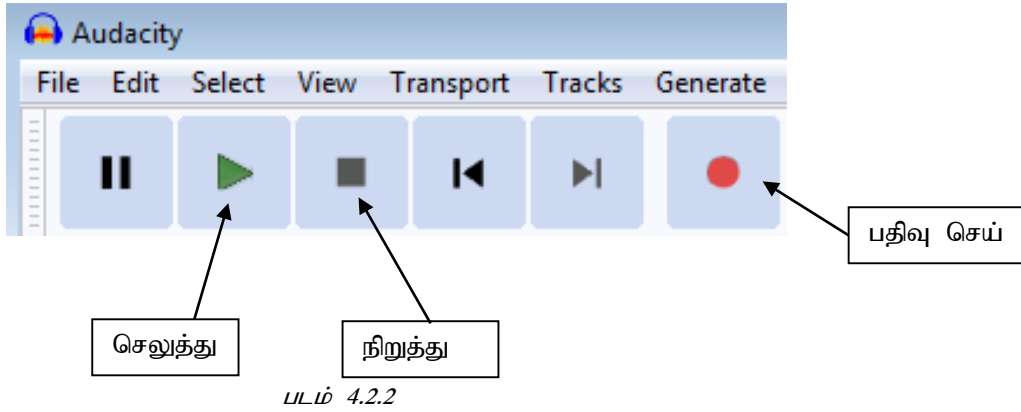 Audacity
File Edit Select View Transport Tracks Generate
பதிவு செய்
செலுத்து
நிறுத்து
படம் 4.2.2